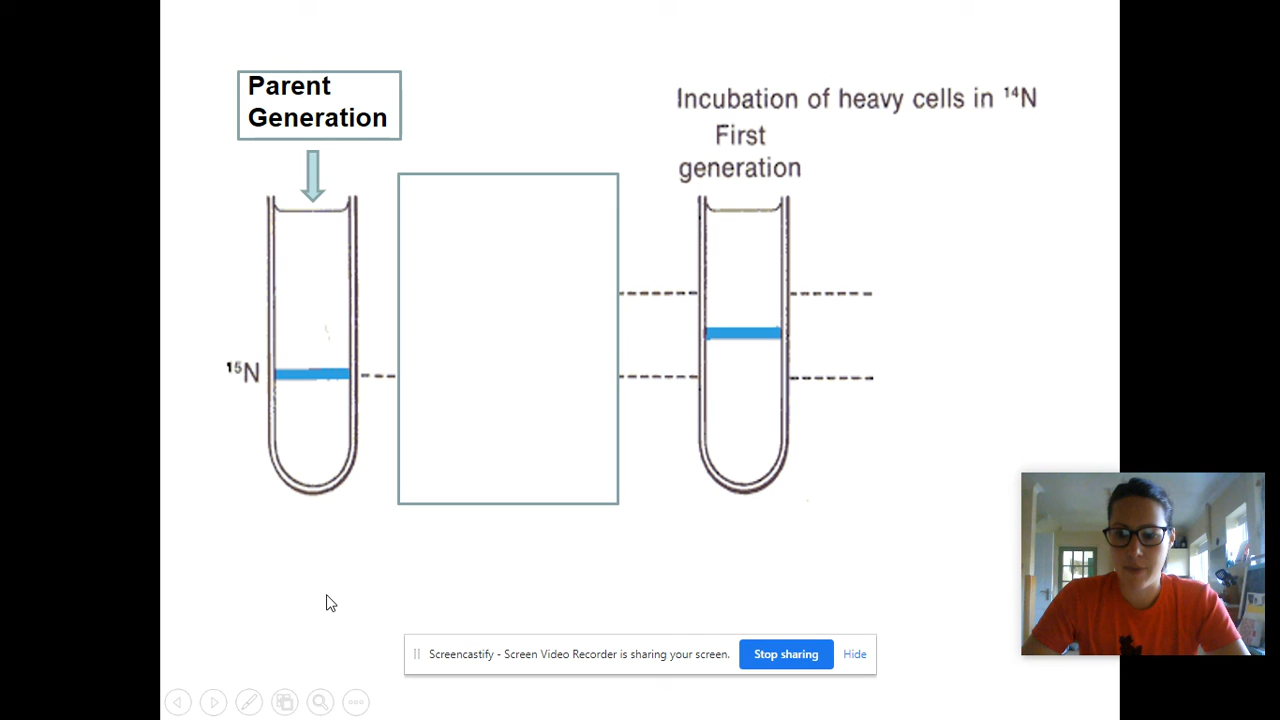 Parent
Generation
Incubation of heavy cells in ¹⁴N
First
generation
¹⁵N
Screencastify - Screen Video Recorder is sharing your screen.
Stop sharing
Hide